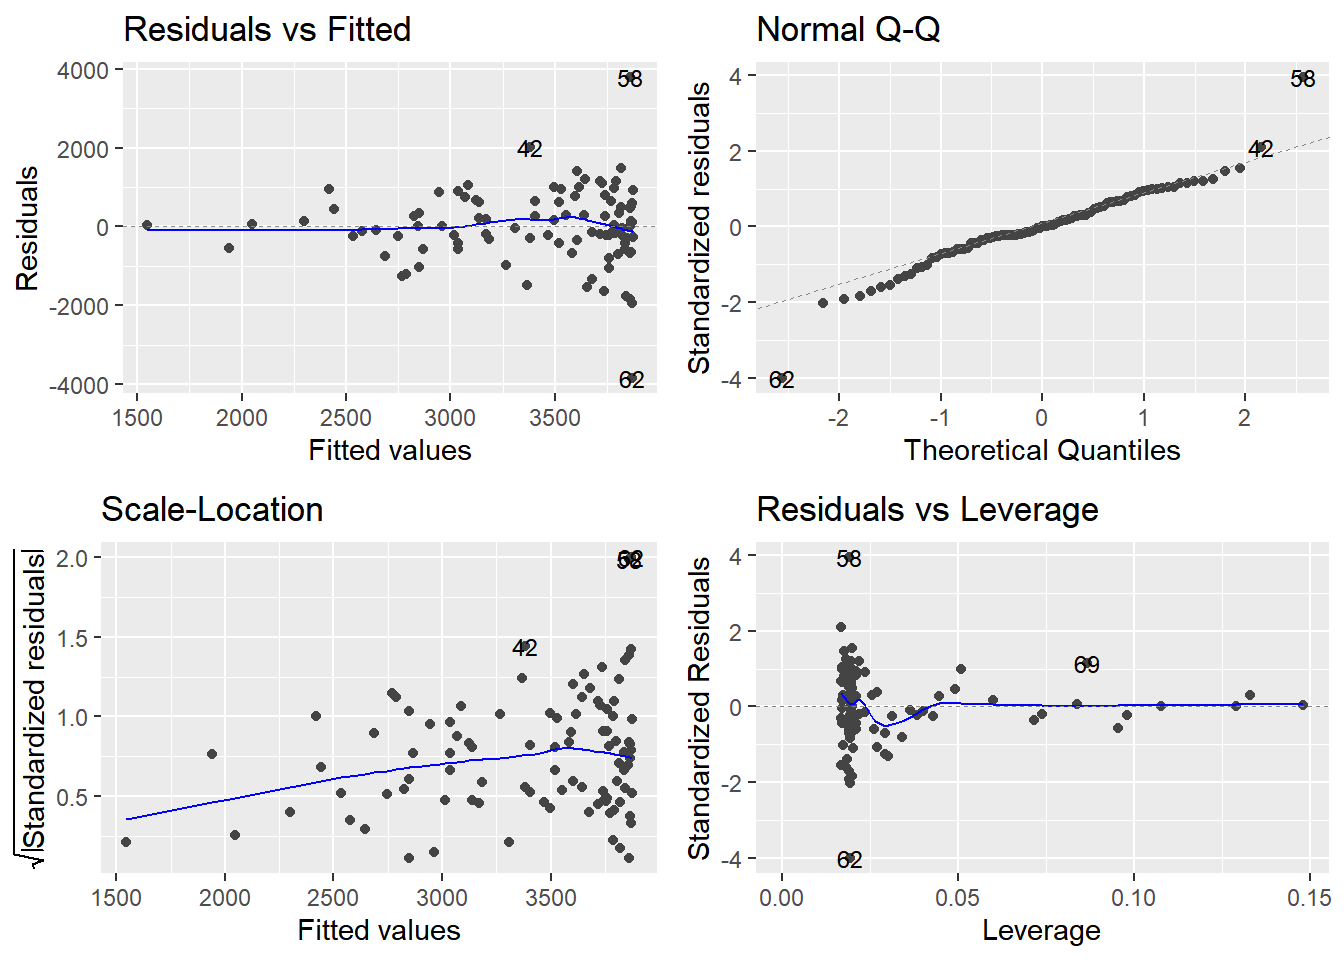 Residuals vs Fitted
4000
2000
0
-2000
-4000
Residuals
58
42
62
1500 2000 2500 3000 3500
Fitted values
Normal Q-Q
4
2
0
-2
-4
Standardized residuals
58
42
62
-2 -1 0 1 2
Theoretical Quantiles
Scale-Location
2.0
1.5
1.0
0.5
√|Standardized residuals|
62
58
42
1500 2000 2500 3000 3500
Fitted values
Residuals vs Leverage
4
2
0
-2
-4
Standardized Residuals
58
69
62
0.00 0.05 0.10 0.15
Leverage